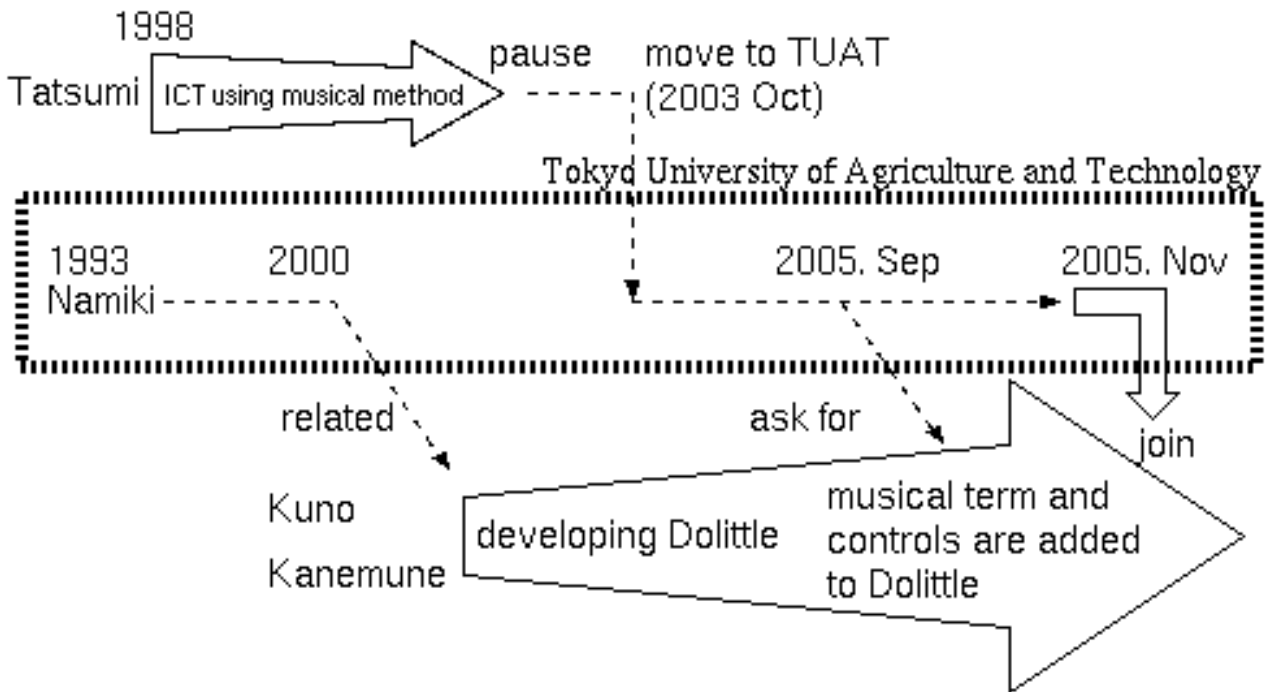 1998
Tatsumi
ICT using musical method
pause
move to TUAT
(2003 Oct)
Tokyo University of Agriculture and Technology
1993
Namiki
2000
2005. Sep
2005. Nov
related
ask for
join
Kuno
Kanemune
developing Dolittle
musical term and
controls are added
to Dolittle